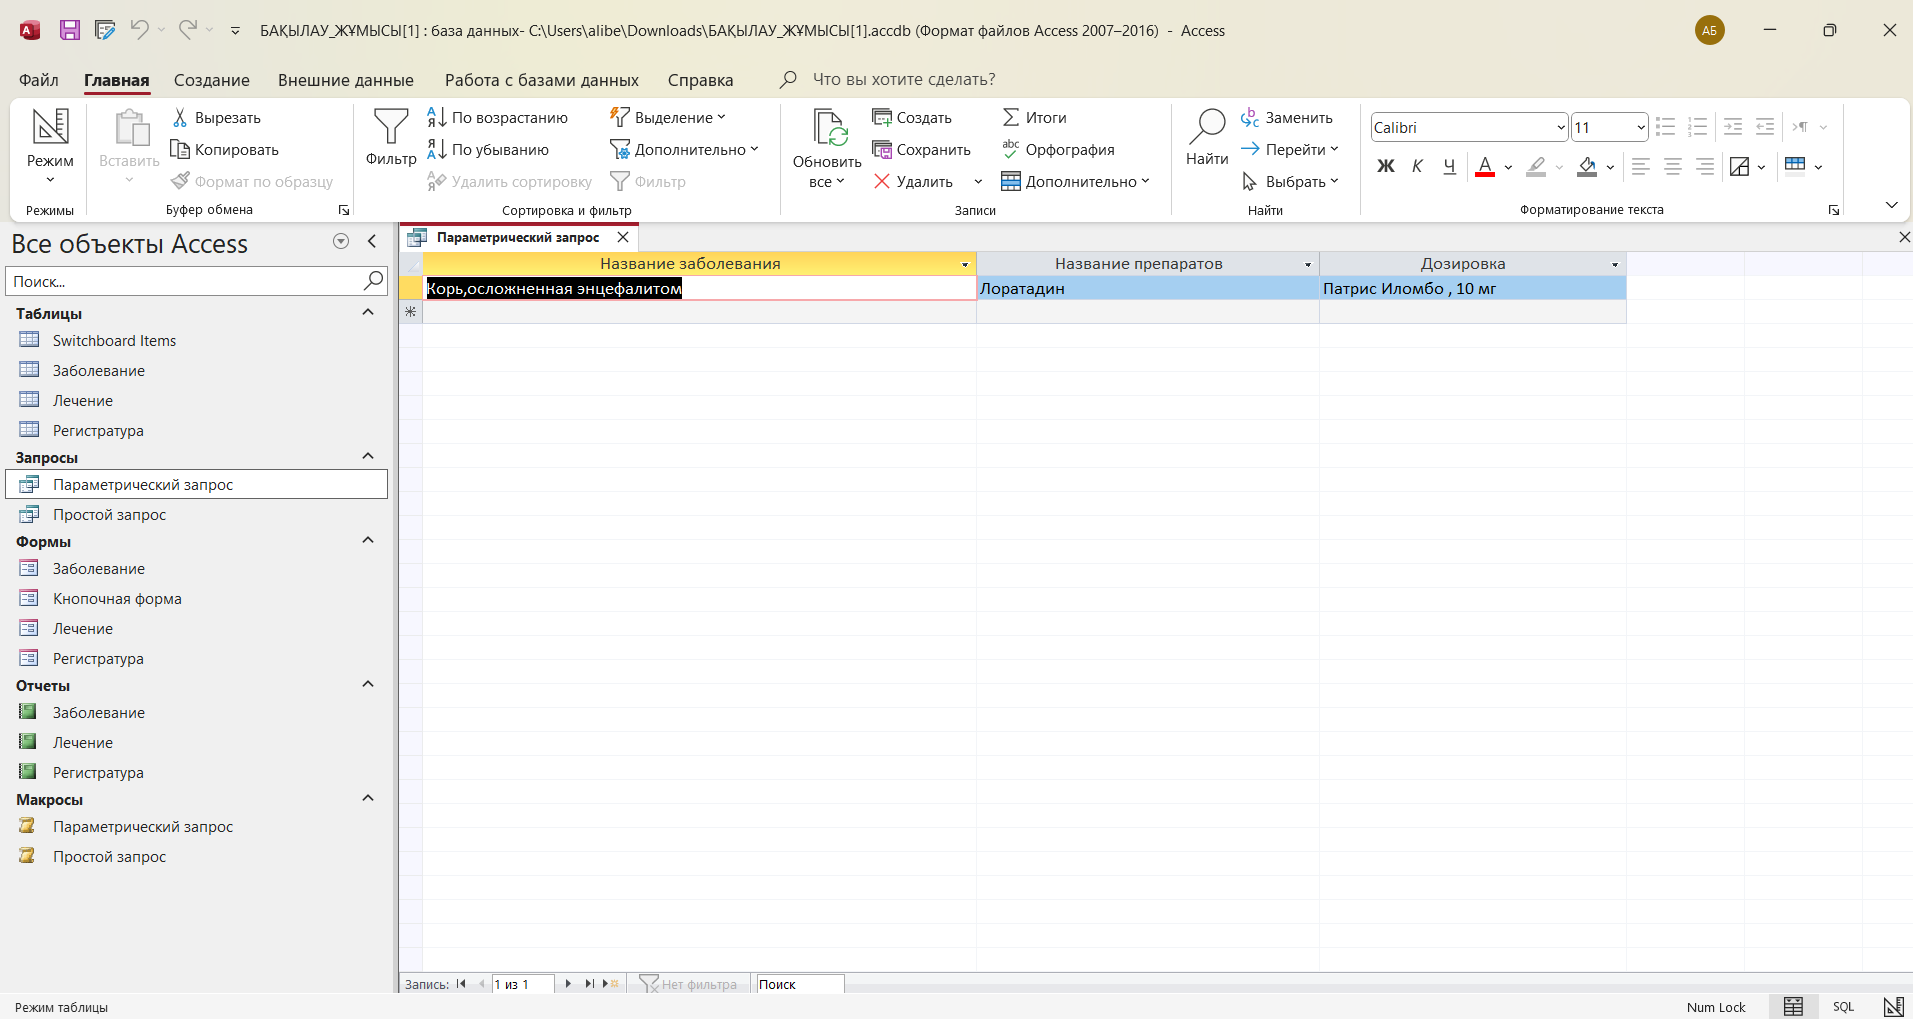 БАҚЫЛАУ_ЖҰМЫСЫ[1] : база данных- C:\Users\alibe\Downloads\БАҚЫЛАУ_ЖҰМЫСЫ[1].accdb (Формат файлов Access 2007–2016) - Access
АБ
Файл Главная Создание Внешние данные Работа с базами данных Справка Что вы хотите сделать?
Режим
Режимы
Вставить
Вырезать
Копировать
Формат по образцу
Буфер обмена
Фильтр
По возрастанию
По убыванию
Удалить сортировку
Выделение
Дополнительно
Фильтр
Сортировка и фильтр
Обновить
все
Создать
Сохранить
Удалить
Итоги
Орфография
Дополнительно
Записи
Найти
Заменить
Перейти
Выбрать
Найти
Calibri 11
Ж К Ч А
Форматирование текста
Все объекты Access
Поиск...
Таблицы
Switchboard Items
Заболевание
Лечение
Регистратура
Запросы
Параметрический запрос
Простой запрос
Формы
Заболевание
Кнопочная форма
Лечение
Регистратура
Отчеты
Заболевание
Лечение
Регистратура
Макросы
Параметрический запрос
Простой запрос
Параметрический запрос
Название заболевания Название препаратов Дозировка
Корь,осложненная энцефалитом Лоратадин Патрис Иломбо , 10 мг
Запись: 1 из 1 Нет фильтра Поиск
Режим таблицы Num Lock SQL